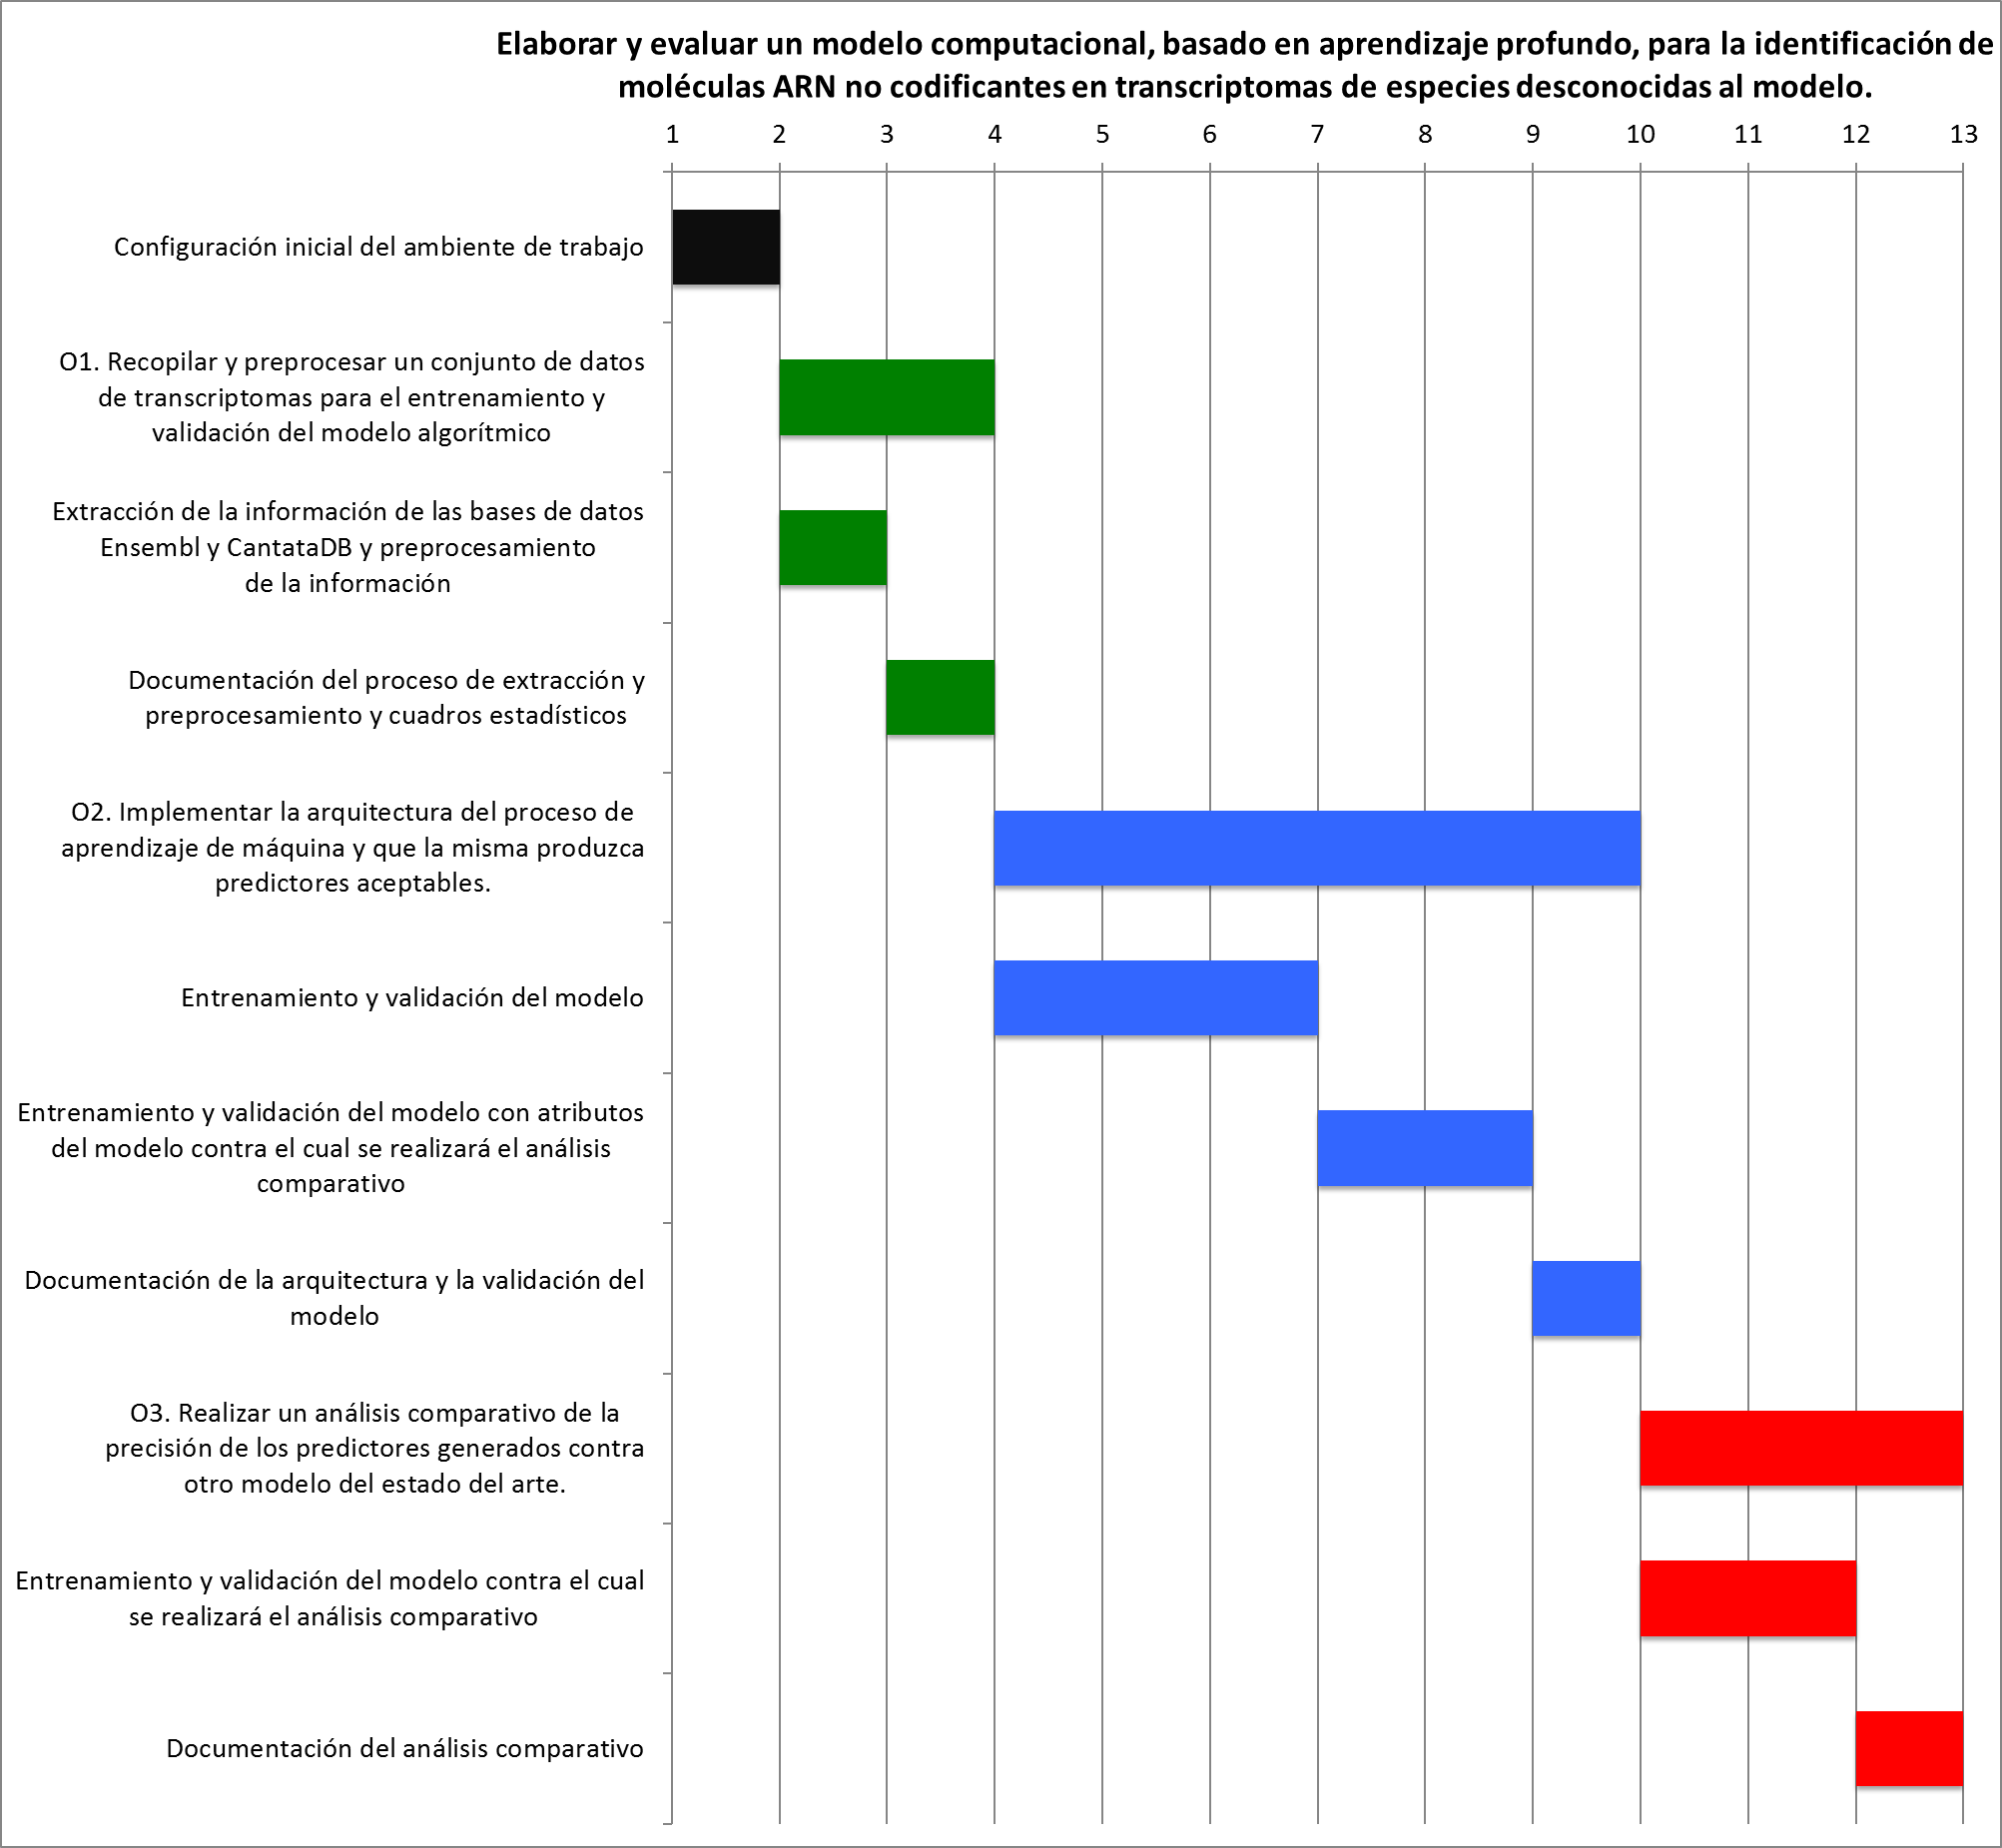 Elaborar y evaluar un modelo computacional, basado en aprendizaje profundo, para la identificación de
moléculas ARN no codificantes en transcriptomas de especies desconocidas al modelo.
1 2 3 4 5 6 7 8 9 10 11 12 13
Configuración inicial del ambiente de trabajo
O1. Recopilar y preprocesar un conjunto de datos
de transcriptomas para el entrenamiento y
validación del modelo algorítmico
Extracción de la información de las bases de datos
Ensembl y CantataDB y preprocesamiento
de la información
Documentación del proceso de extracción y
preprocesamiento y cuadros estadísticos
O2. Implementar la arquitectura del proceso de
aprendizaje de máquina y que la misma produzca
predictores aceptables.
Entrenamiento y validación del modelo
Entrenamiento y validación del modelo con atributos
del modelo contra el cual se realizará el análisis
comparativo
Documentación de la arquitectura y la validación del
modelo
O3. Realizar un análisis comparativo de la
precisión de los predictores generados contra
otro modelo del estado del arte.
Entrenamiento y validación del modelo contra el cual
se realizará el análisis comparativo
Documentación del análisis comparativo